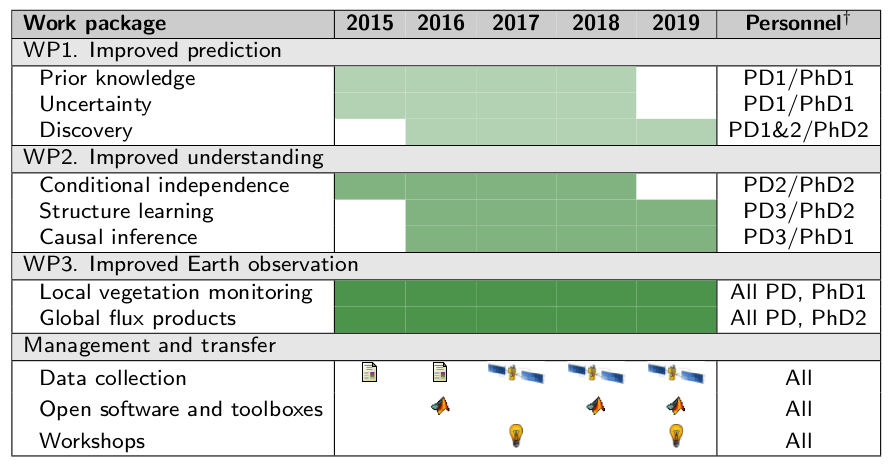 Work package 2015 2016 2017 2018 2019 Personnel†
WP1. Improved prediction
Prior knowledge PD1/PhD1
Uncertainty PD1/PhD1
Discovery PD1&2/PhD2
WP2. Improved understanding
Conditional independence PD2/PhD2
Structure learning PD3/PhD2
Causal inference PD3/PhD1
WP3. Improved Earth observation
Local vegetation monitoring All PD, PhD1
Global flux products All PD, PhD2
Management and transfer
Data collection All
Open software and toolboxes All
Workshops All